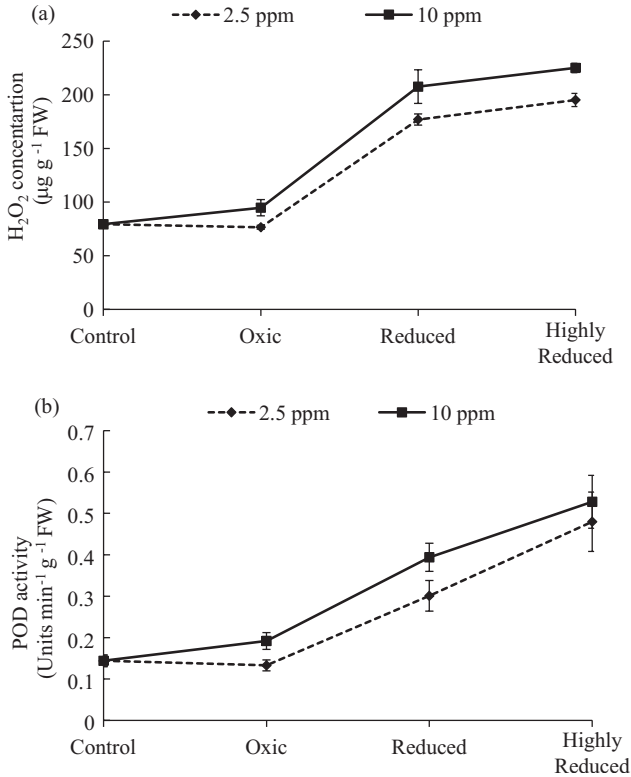 (a)
2.5 ppm
10 ppm
H₂O₂ concentartion
(µg g⁻¹ FW)
250
200
150
100
50
0
Control
Oxic
Reduced
Highly
Reduced
(b)
2.5 ppm
10 ppm
POD activity
(Units min⁻¹ g⁻¹ FW)
0.7
0.6
0.5
0.4
0.3
0.2
0.1
0
Control
Oxic
Reduced
Highly
Reduced